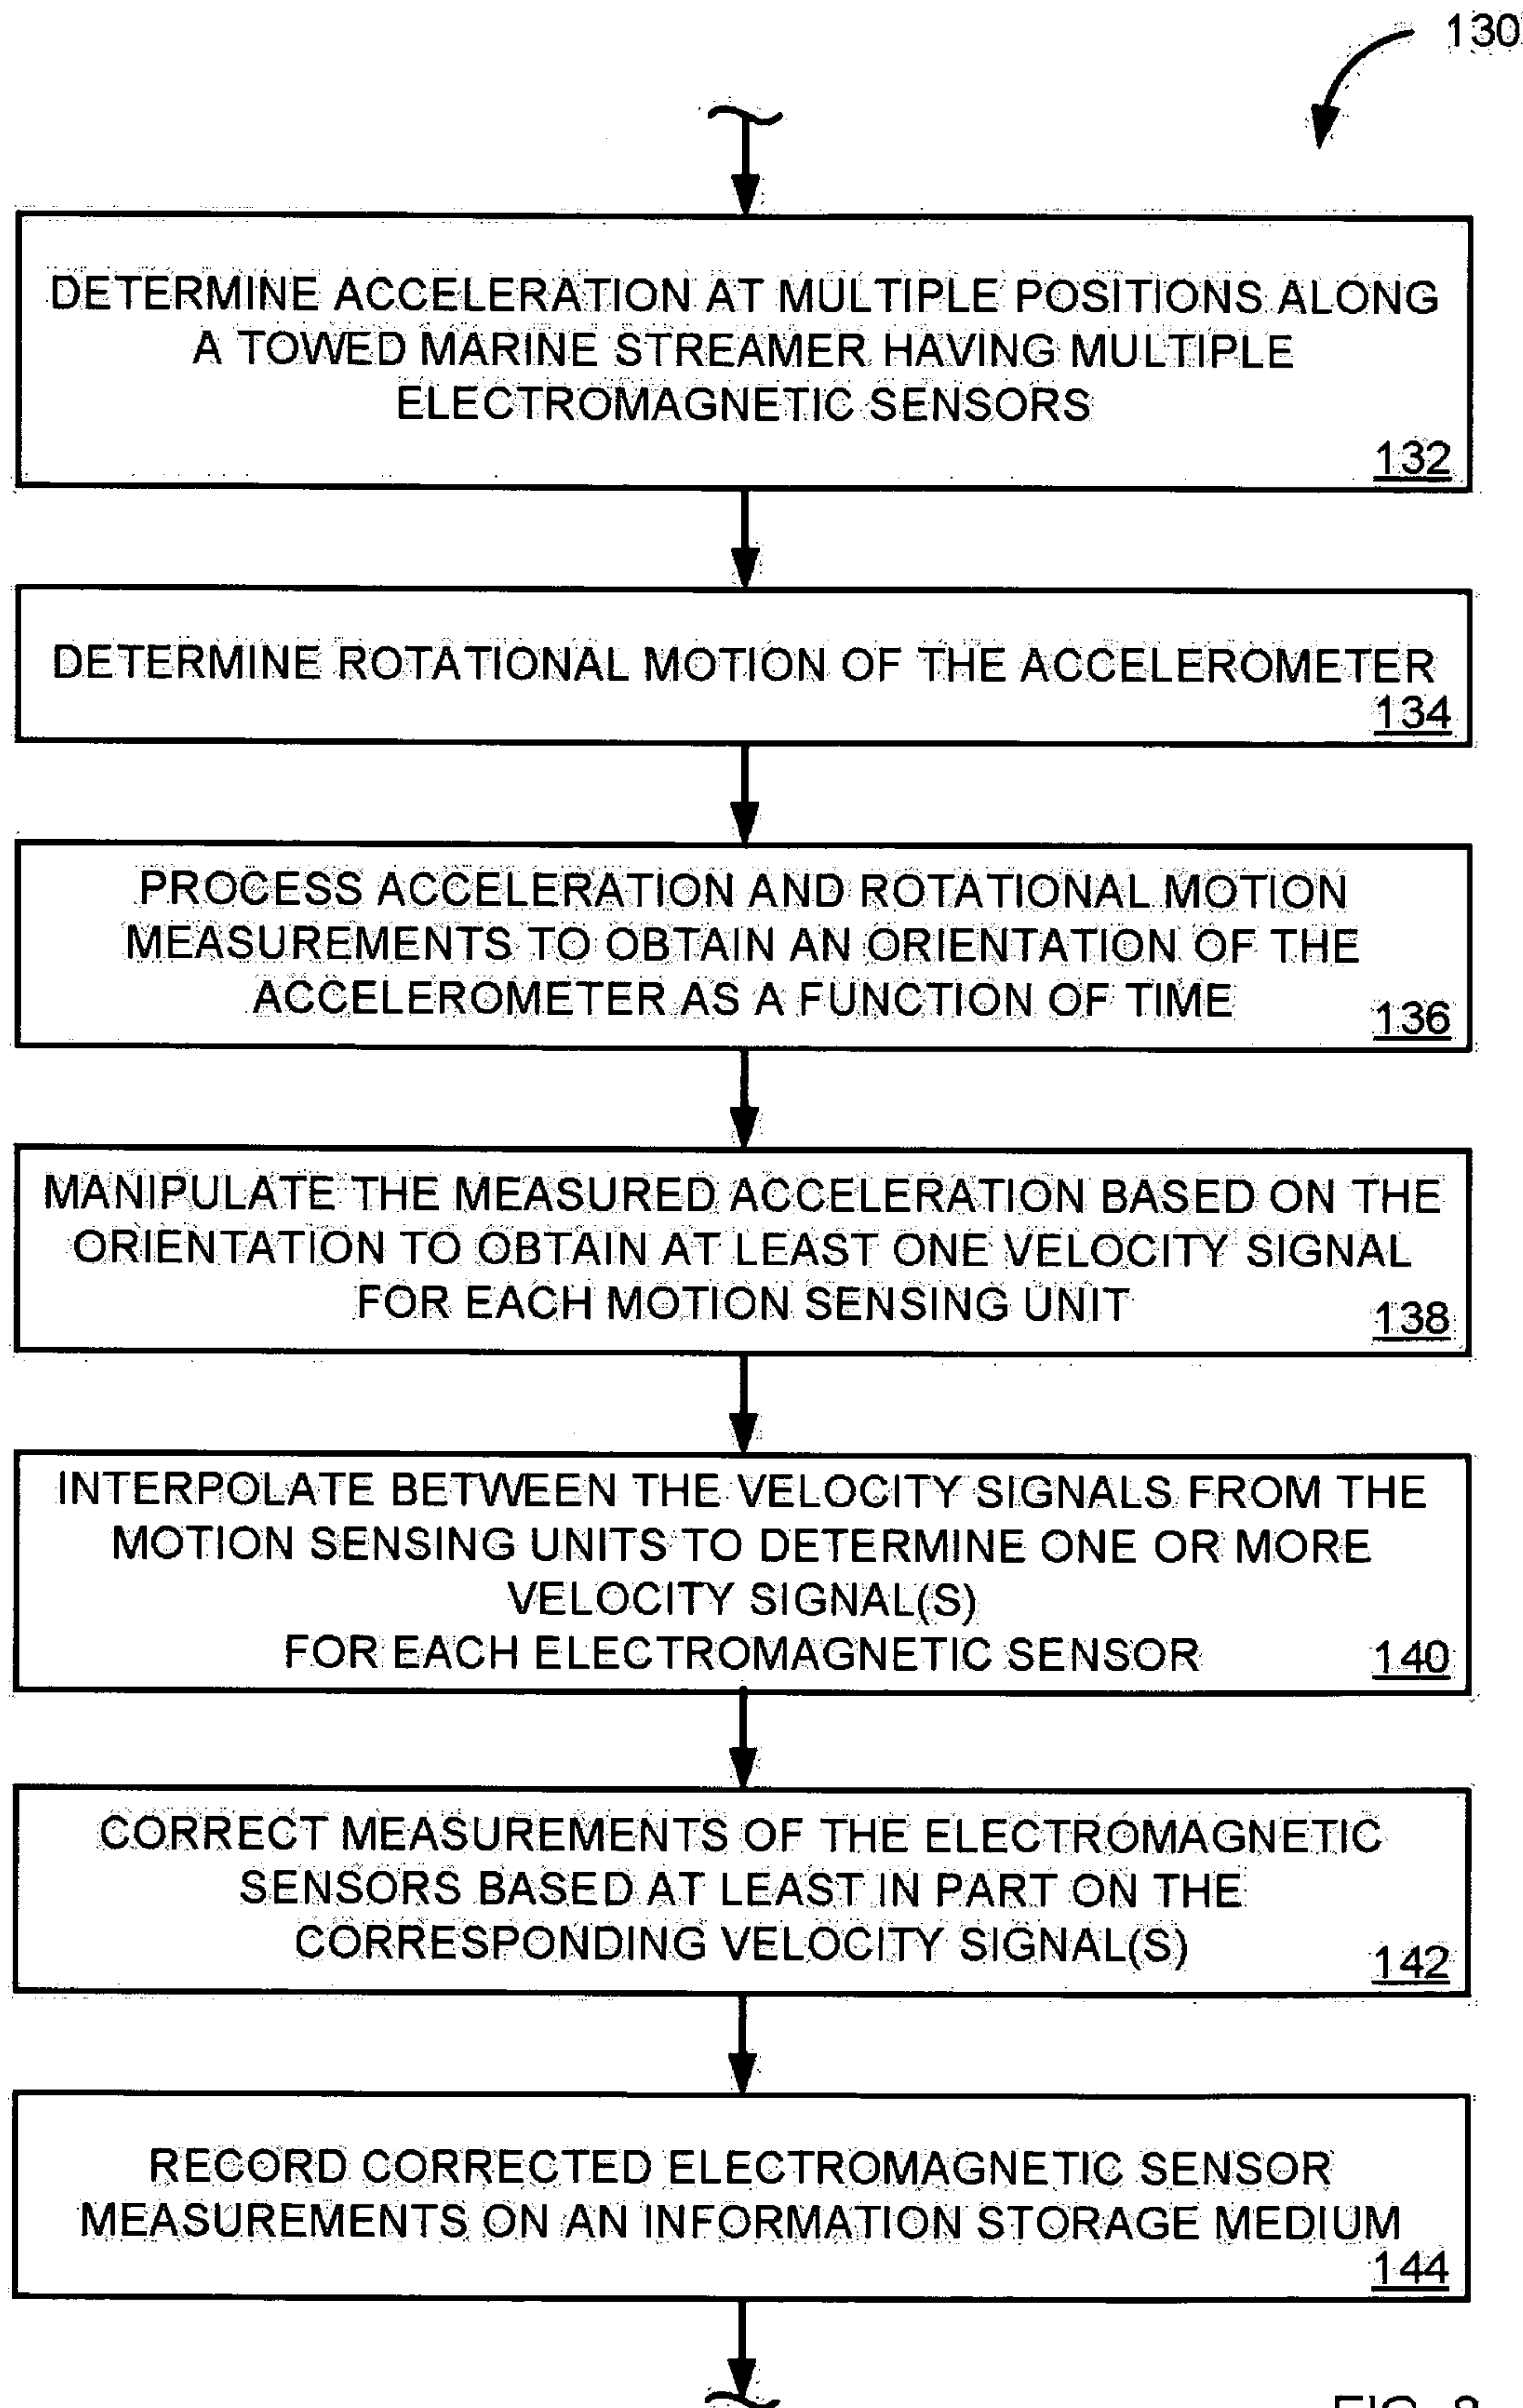 130
DETERMINE ACCELERATION AT MULTIPLE POSITIONS ALONG
A TOWED MARINE STREAMER HAVING MULTIPLE
ELECTROMAGNETIC SENSORS
132
DETERMINE ROTATIONAL MOTION OF THE ACCELEROMETER
134
PROCESS ACCELERATION AND ROTATIONAL MOTION
MEASUREMENTS TO OBTAIN AN ORIENTATION OF THE
ACCELEROMETER AS A FUNCTION OF TIME
136
MANIPULATE THE MEASURED ACCELERATION BASED ON THE
ORIENTATION TO OBTAIN AT LEAST ONE VELOCITY SIGNAL
FOR EACH MOTION SENSING UNIT
138
INTERPOLATE BETWEEN THE VELOCITY SIGNALS FROM THE
MOTION SENSING UNITS TO DETERMINE ONE OR MORE
VELOCITY SIGNAL(S)
FOR EACH ELECTROMAGNETIC SENSOR
140
CORRECT MEASUREMENTS OF THE ELECTROMAGNETIC
SENSORS BASED AT LEAST IN PART ON THE
CORRESPONDING VELOCITY SIGNAL(S)
142
RECORD CORRECTED ELECTROMAGNETIC SENSOR
MEASUREMENTS ON AN INFORMATION STORAGE MEDIUM
144
FIG.